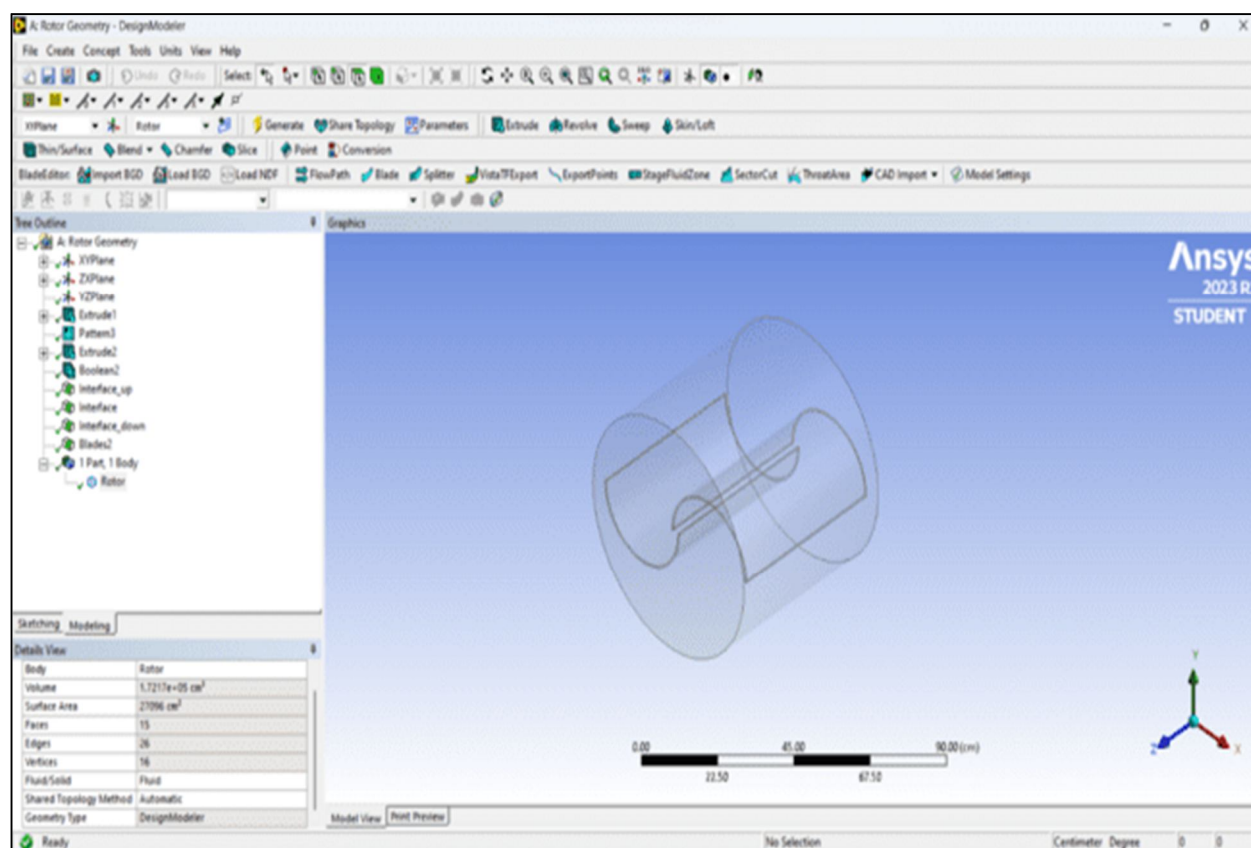 A: Rotor Geometry - DesignModeler
File Create Concept Tools Units View Help
Undo Redo Select:
XYPlane Rotor Generate Share Topology Parameters Extrude Revolve Sweep Skin/Loft
Thin/Surface Blend Chamfer Slice Point Conversion
BladeEditor: Import BGD Load BGD Load NDF FlowPath Blade Splitter VistaTFExport ExportPoints StageFluidZone SectorCut ThroatArea CAD Import Model Settings
Tree Outline
A: Rotor Geometry
XYPlane
ZXPlane
YZPlane
Extrude1
Pattern3
Extrude2
Boolean2
Interface_up
Interface
Interface_down
Blades2
1 Part, 1 Body
Rotor
Sketching Modeling
Details View
Body Rotor
Volume 1.7217e+05 cm³
Surface Area 27096 cm²
Faces 15
Edges 26
Vertices 16
Fluid/Solid Fluid
Shared Topology Method Automatic
Geometry Type DesignModeler
Graphics
Ansys
2023 R
STUDENT
0.00 45.00 90.00 (cm)
22.50 67.50
Y
Z X
Model View Print Preview
Ready No Selection Centimeter Degree 0 0